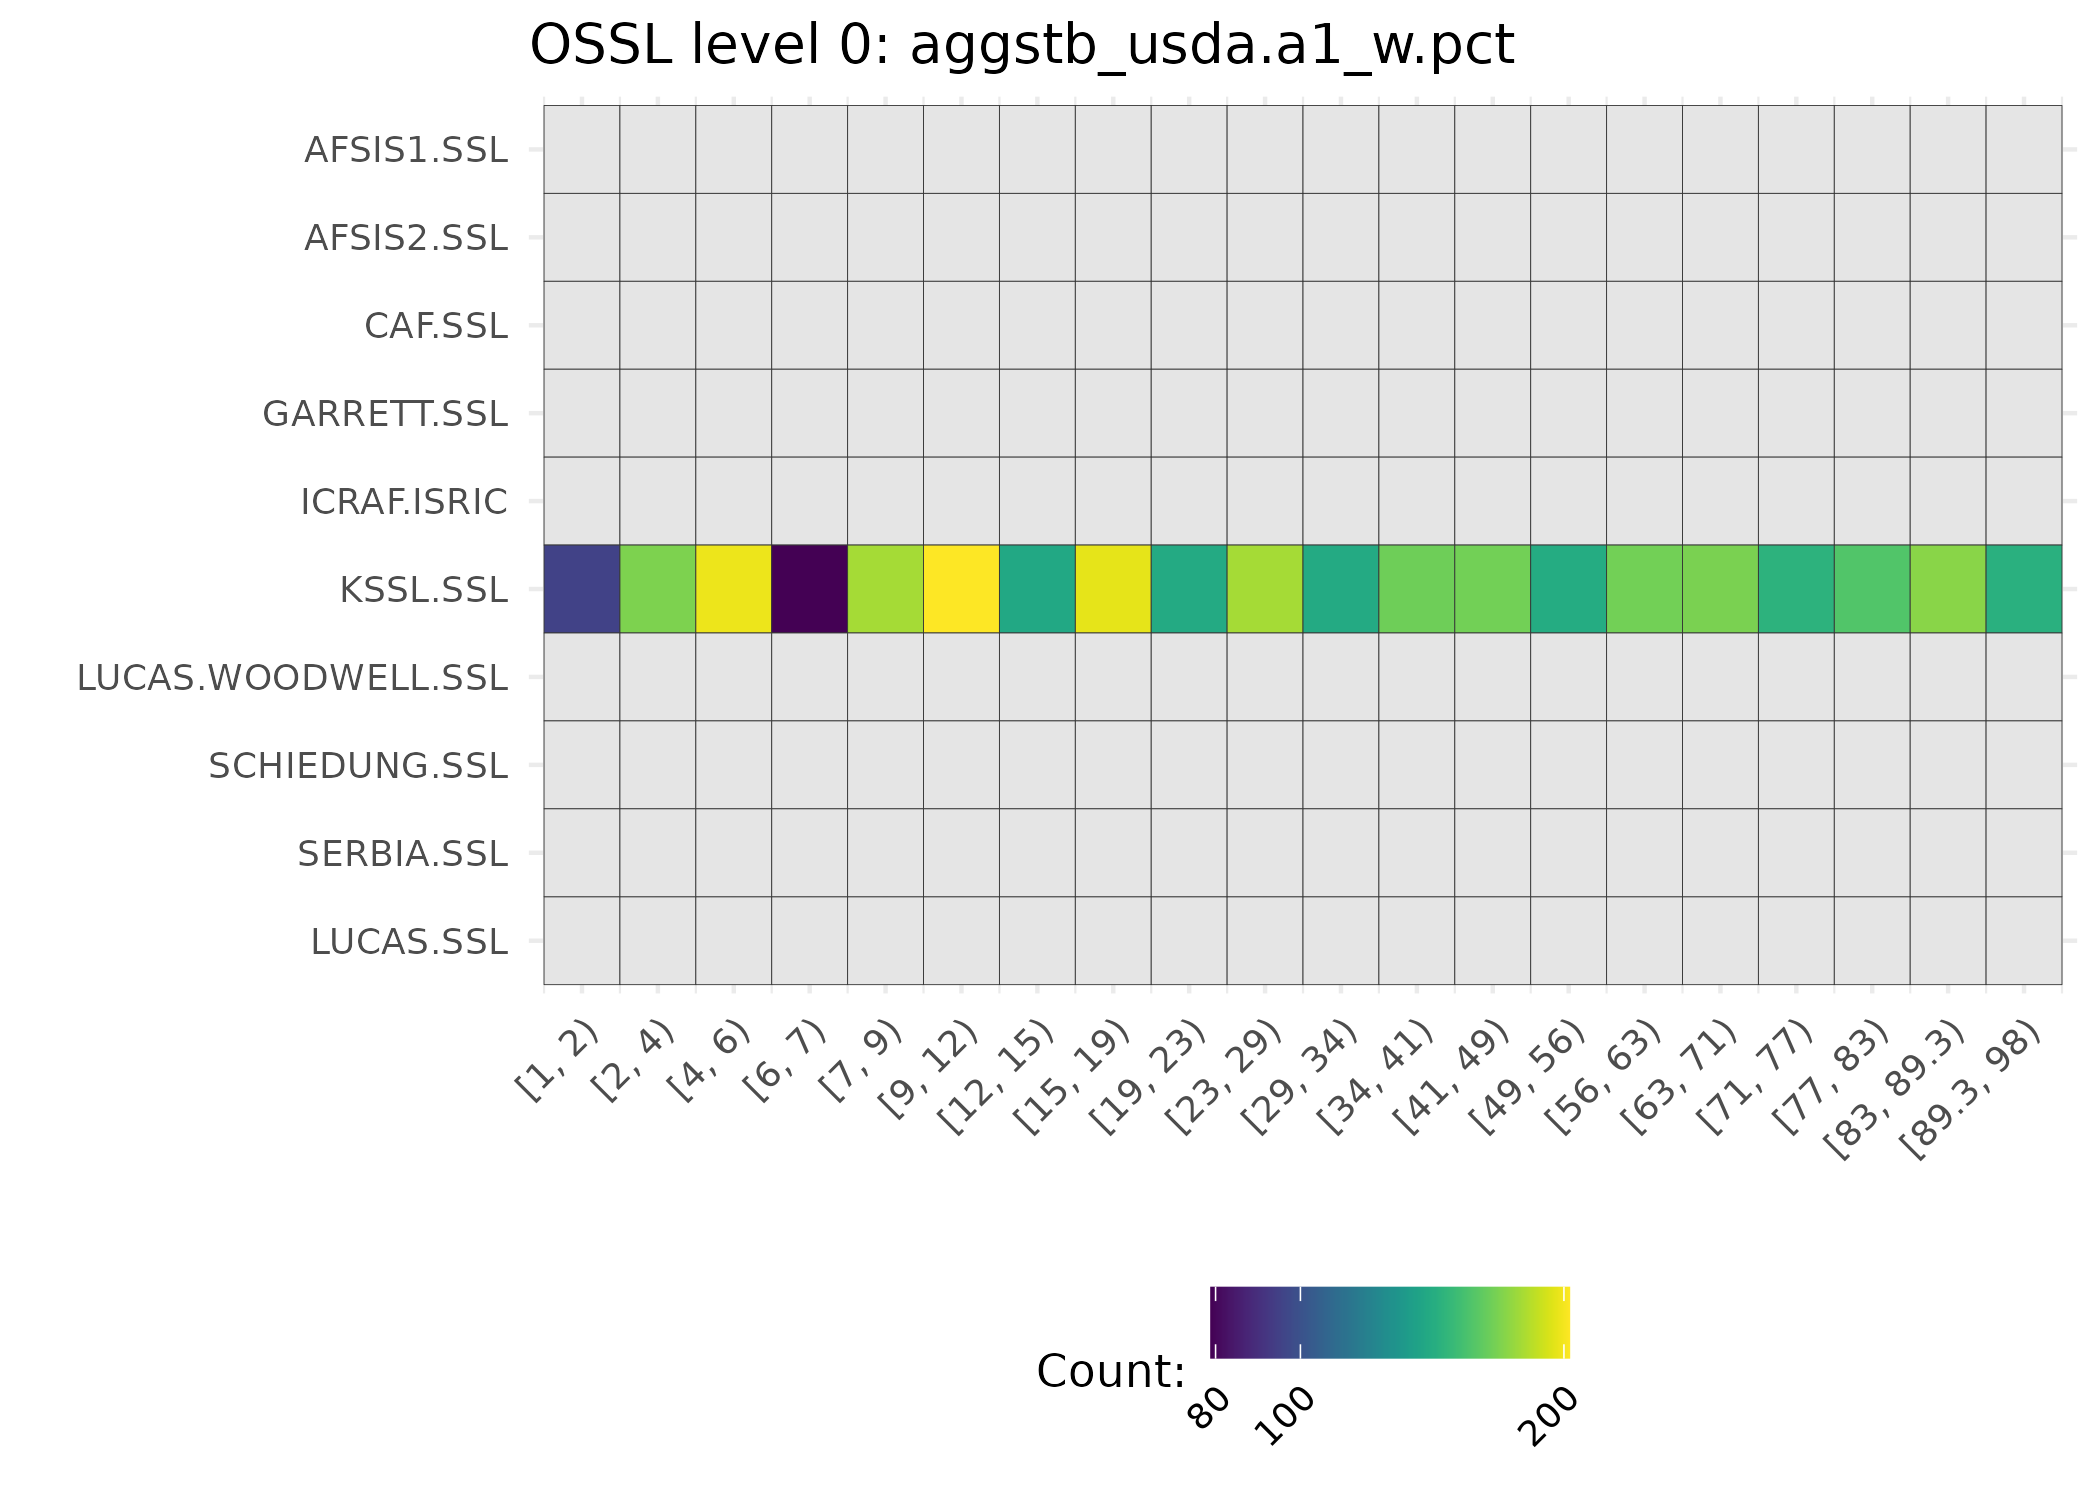 OSSL level 0: aggstb_usda.a1_w.pct
AFSIS1.SSL
AFSIS2.SSL
CAF.SSL
GARRETT.SSL
ICRAF.ISRIC
KSSL.SSL
LUCAS.WOODWELL.SSL
SCHIEDUNG.SSL
SERBIA.SSL
LUCAS.SSL
[1, 2)
[2, 4)
[4, 6)
[6, 7)
[7, 9)
[9, 12)
[12, 15)
[15, 19)
[19, 23)
[23, 29)
[29, 34)
[34, 41)
[41, 49)
[49, 56)
[56, 63)
[63, 71)
[71, 77)
[77, 83)
[83, 89.3)
[89.3, 98)
Count:
80
100
200